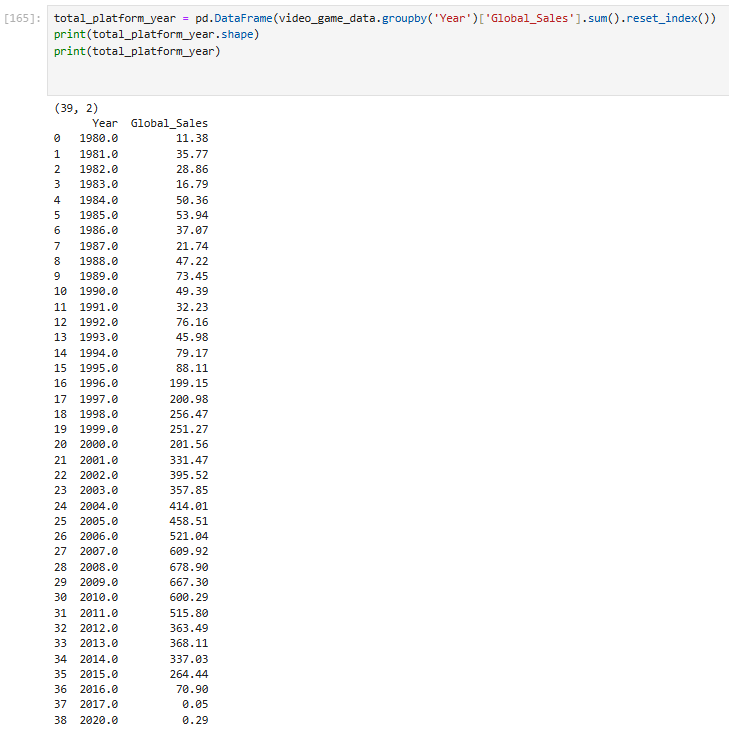 [165]: total_platform_year = pd.DataFrame(video_game_data.groupby('Year')['Global_Sales'].sum().reset_index())
print(total_platform_year.shape)
print(total_platform_year)
(39, 2)
Year Global_Sales
0 1980.0 11.38
1 1981.0 35.77
2 1982.0 28.86
3 1983.0 16.79
4 1984.0 50.36
5 1985.0 53.94
6 1986.0 37.07
7 1987.0 21.74
8 1988.0 47.22
9 1989.0 73.45
10 1990.0 49.39
11 1991.0 32.23
12 1992.0 76.16
13 1993.0 45.98
14 1994.0 79.17
15 1995.0 88.11
16 1996.0 199.15
17 1997.0 200.98
18 1998.0 256.47
19 1999.0 251.27
20 2000.0 201.56
21 2001.0 331.47
22 2002.0 395.52
23 2003.0 357.85
24 2004.0 414.01
25 2005.0 458.51
26 2006.0 521.04
27 2007.0 609.92
28 2008.0 678.90
29 2009.0 667.30
30 2010.0 600.29
31 2011.0 515.80
32 2012.0 363.49
33 2013.0 368.11
34 2014.0 337.03
35 2015.0 264.44
36 2016.0 70.90
37 2017.0 0.05
38 2020.0 0.29